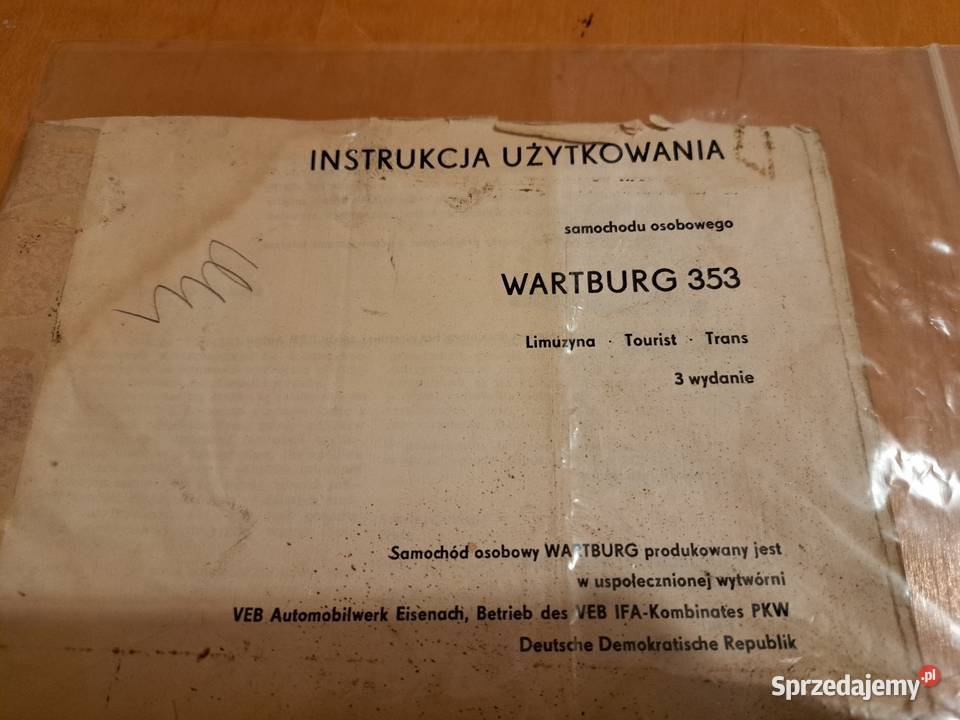 INSTRUKCJA UŻYTKOWANIA
samochodu osobowego
WARTBURG 353
Limuzyna · Tourist · Trans
3 wydanie
Samochód osobowy WARTBURG produkowany jest
w uspołecznionej wytwórni
VEB Automobilwerk Eisenach, Betrieb des VEB IFA-Kombinates PKW
Deutsche Demokratische Republik
Sprzedajemy.pl